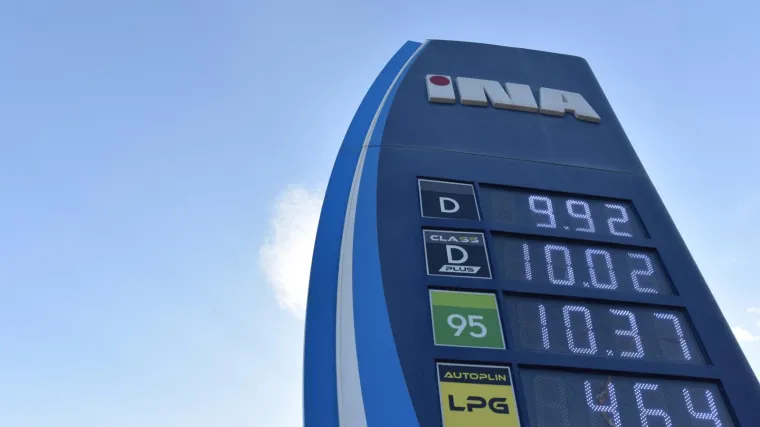 INA
D 9.92
CLASS
D 10.02
PLUS
95 10.37
AUTOPLIN
LPG 4.64